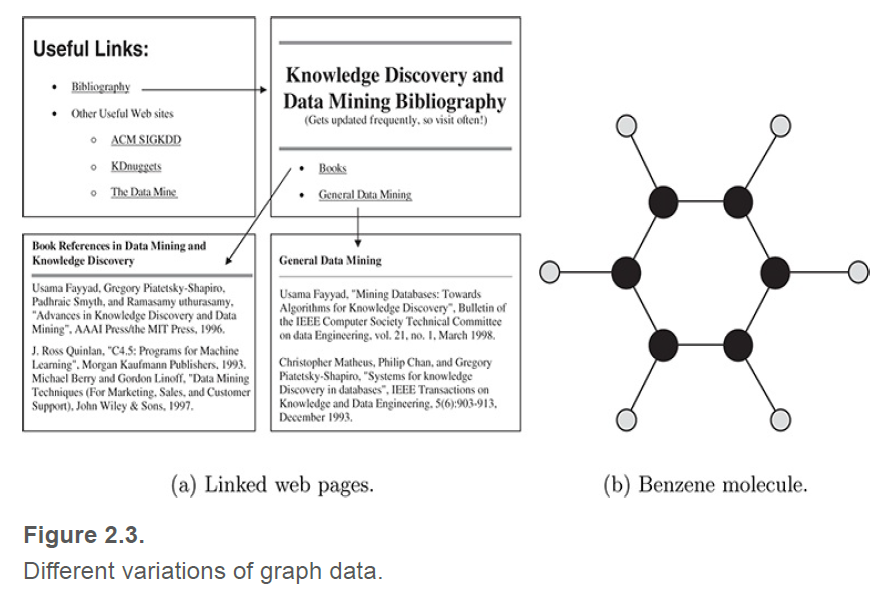 Useful Links:
• Bibliography
• Other Useful Web sites
o ACM SIGKDD
o KDnuggets
o The Data Mine
Knowledge Discovery and
Data Mining Bibliography
(Gets updated frequently, so visit often!)
• Books
• General Data Mining
Book References in Data Mining and
Knowledge Discovery
Usama Fayyad, Gregory Piatetsky-Shapiro,
Padhraic Smyth, and Ramasamy uthurasamy,
"Advances in Knowledge Discovery and Data
Mining", AAAI Press/the MIT Press, 1996.
J. Ross Quinlan, "C4.5: Programs for Machine
Learning", Morgan Kaufmann Publishers, 1993.
Michael Berry and Gordon Linoff, "Data Mining
Techniques (For Marketing, Sales, and Customer
Support), John Wiley & Sons, 1997.
General Data Mining
Usama Fayyad, "Mining Databases: Towards
Algorithms for Knowledge Discovery", Bulletin of
the IEEE Computer Society Technical Committee
on data Engineering, vol. 21, no. 1, March 1998.
Christopher Matheus, Philip Chan, and Gregory
Piatetsky-Shapiro, "Systems for knowledge
Discovery in databases", IEEE Transactions on
Knowledge and Data Engineering, 5(6):903-913,
December 1993.
(a) Linked web pages.
(b) Benzene molecule.
Figure 2.3.
Different variations of graph data.